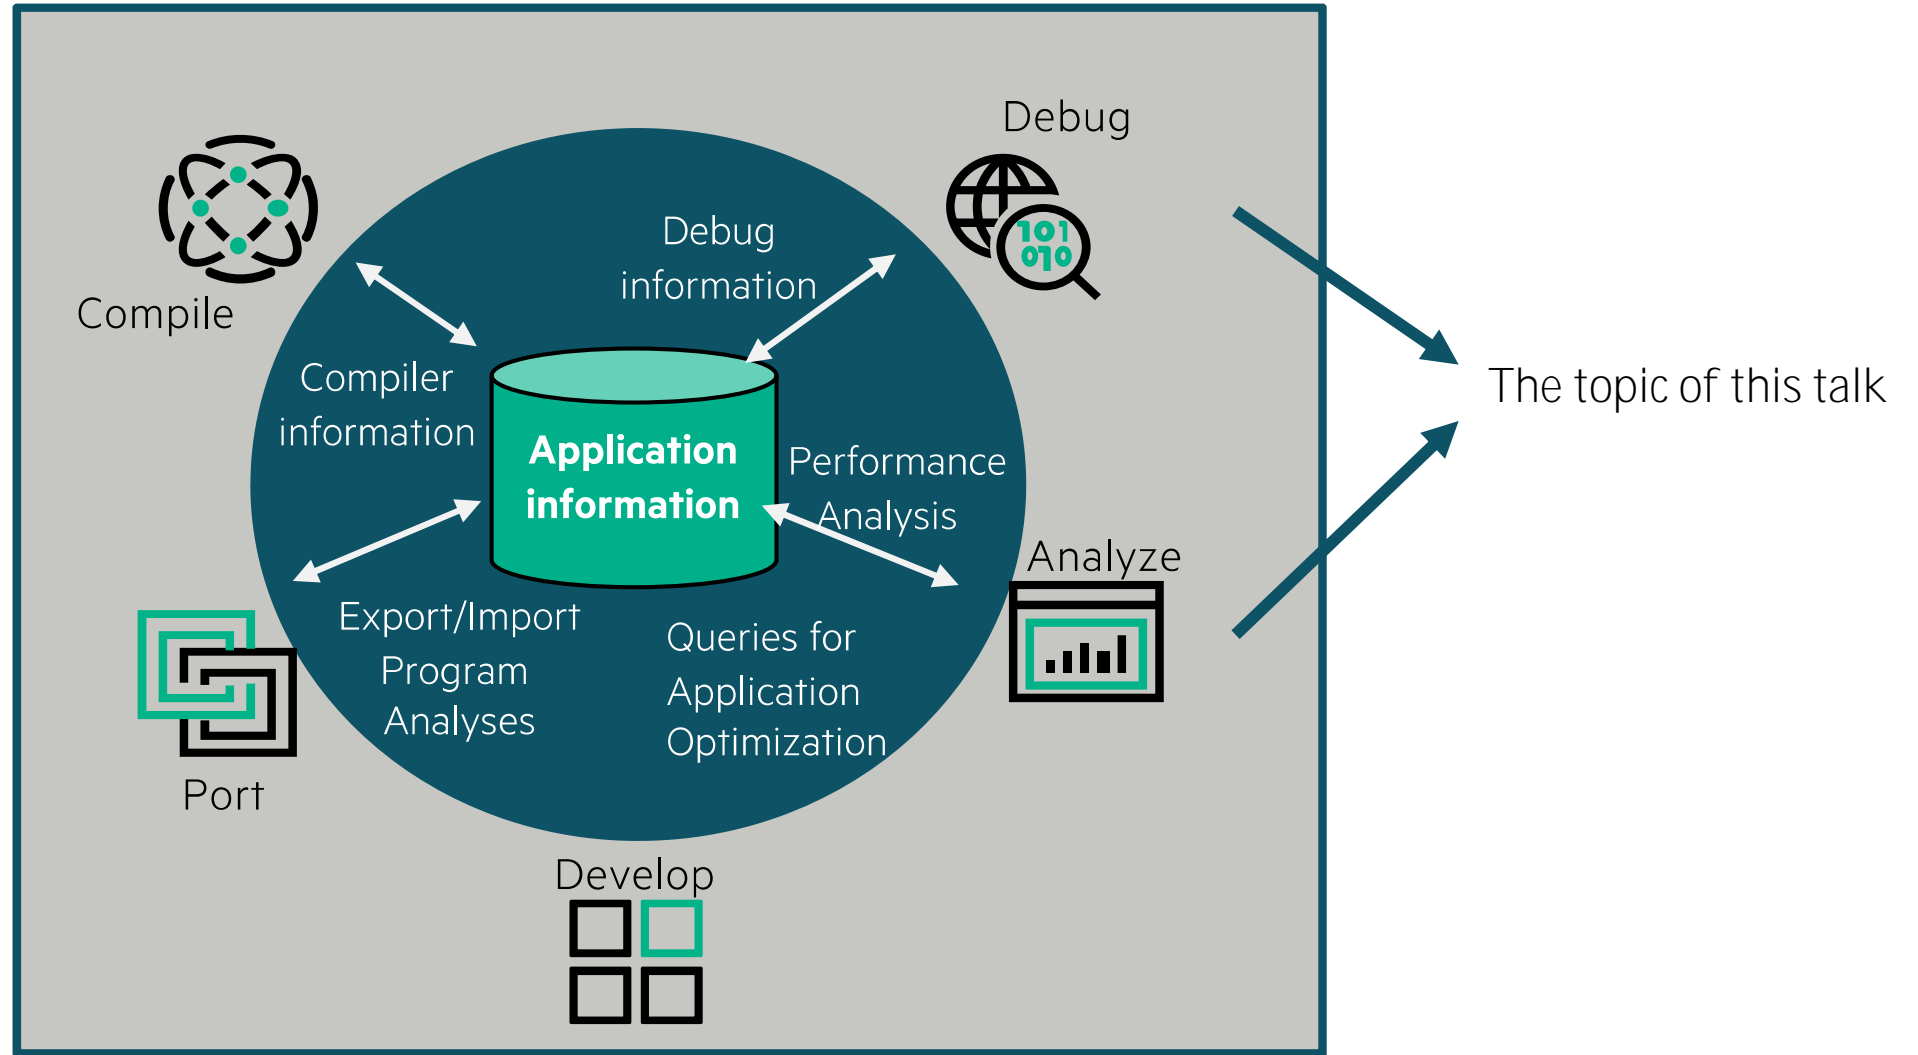 Debug
Compile
Debug
information
Compiler
information
Application
information
Performance
Analysis
101
010
The topic of this talk
Analyze
Export/Import
Program
Analyses
Queries for
Application
Optimization
Port
Develop